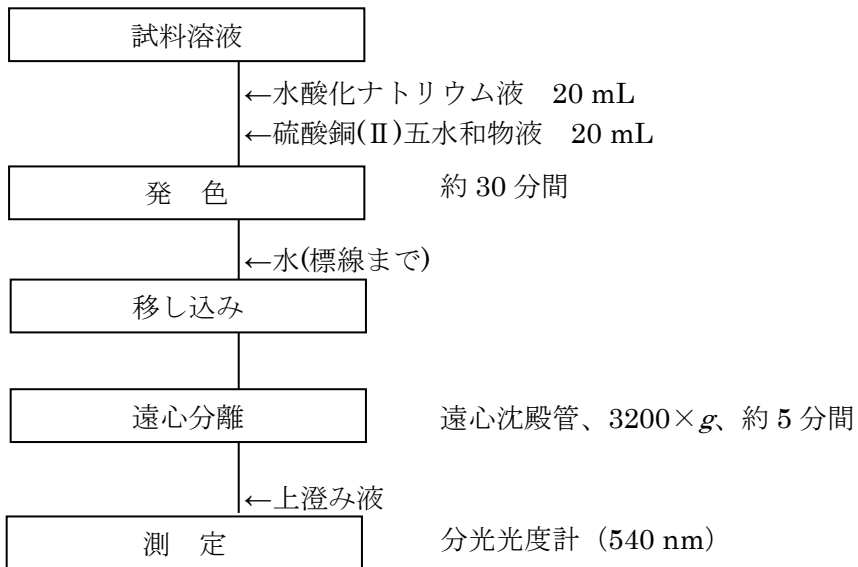 試料溶液
←水酸化ナトリウム液 20 mL
←硫酸銅(Ⅱ)五水和物液 20 mL
発 色 約 30 分間
←水(標線まで)
移し込み
遠心分離 遠心沈殿管、3200×g、約 5 分間
←上澄み液
測 定 分光光度計（540 nm）